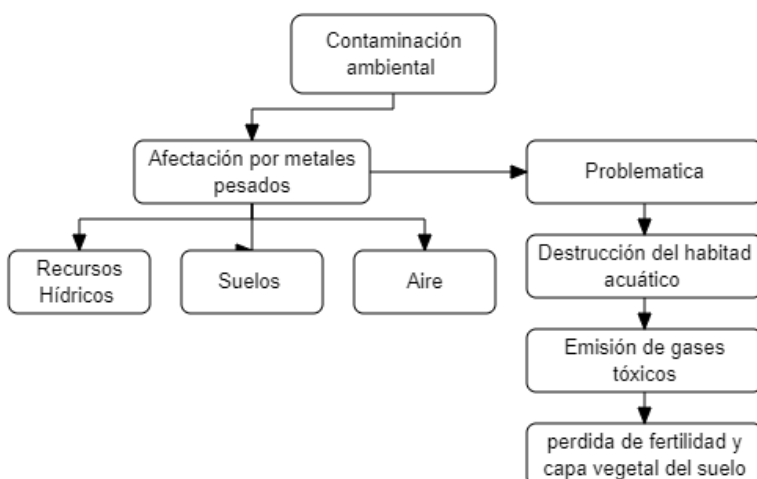 Contaminación
ambiental
Afectación por metales
pesados
Problematica
Recursos
Hídricos
Suelos
Aire
Destrucción del habitad
acuático
Emisión de gases
tóxicos
perdida de fertilidad y
capa vegetal del suelo